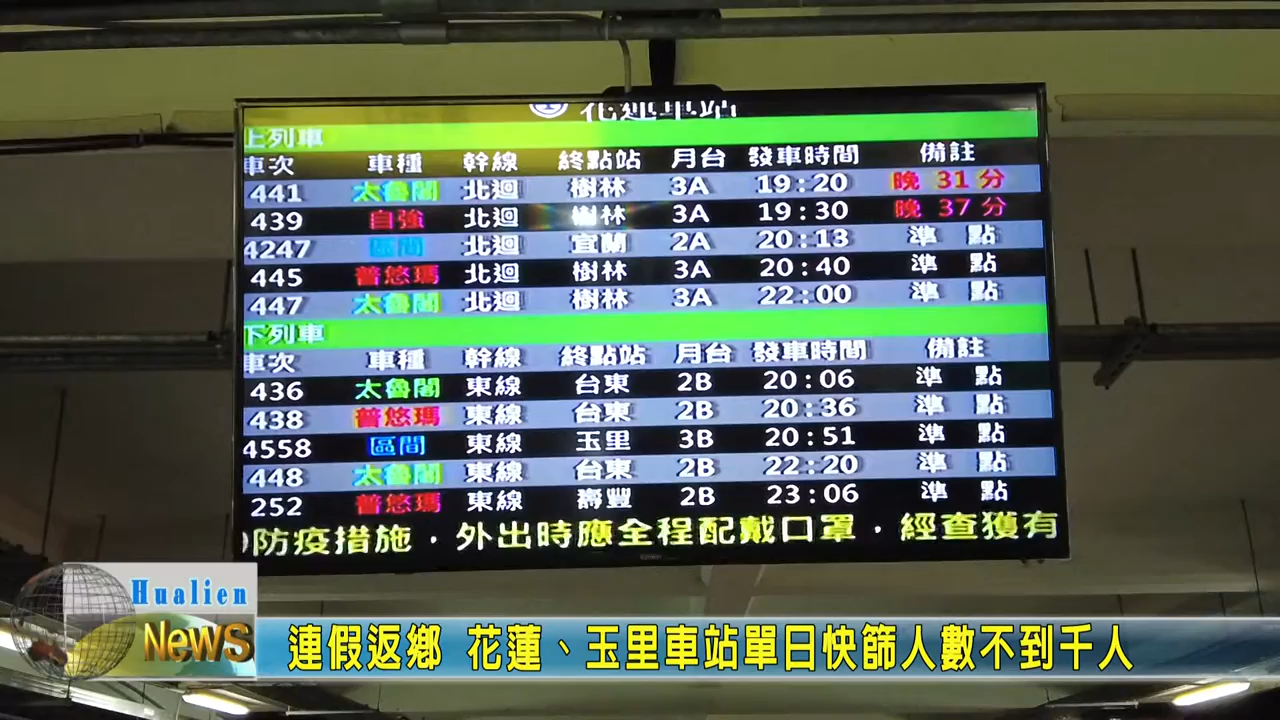 花蓮車站
上列車
車次 車種 幹線 終點站 月台 發車時間 備註
441 太魯閣 北迴 樹林 3A 19:20 晚 31 分
439 自強 北迴 樹林 3A 19:30 晚 37 分
4247 區間 北迴 宜蘭 2A 20:13 準 點
445 普悠瑪 北迴 樹林 3A 20:40 準 點
447 太魯閣 北迴 樹林 3A 22:00 準 點
下列車
車次 車種 幹線 終點站 月台 發車時間 備註
436 太魯閣 東線 台東 2B 20:06 準 點
438 普悠瑪 東線 台東 2B 20:36 準 點
4558 區間 東線 玉里 3B 20:51 準 點
448 太魯閣 東線 台東 2B 22:20 準 點
252 普悠瑪 東線 壽豐 2B 23:06 準 點
防疫措施，外出時應全程配戴口罩，經查獲有
Hualien
News
連假返鄉 花蓮、玉里車站單日快篩人數不到千人